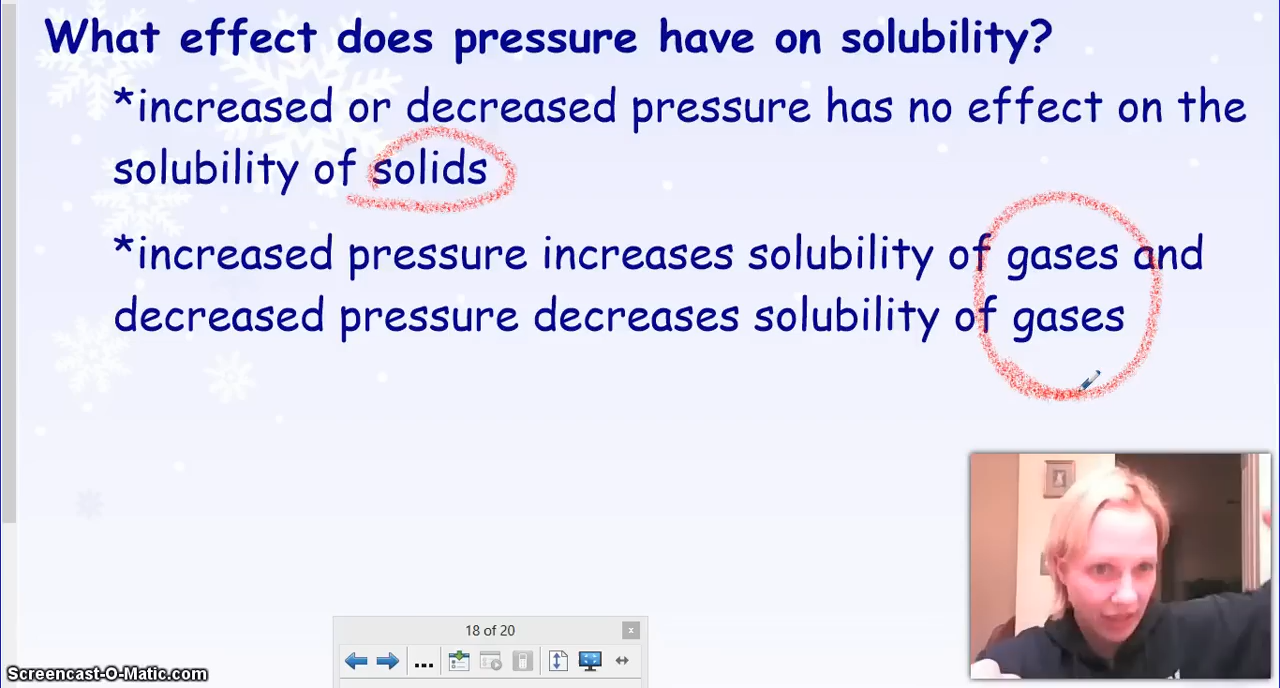 What effect does pressure have on solubility?
*increased or decreased pressure has no effect on the
solubility of solids
*increased pressure increases solubility of gases and
decreased pressure decreases solubility of gases
18 of 20
Screencast-O-Matic.com